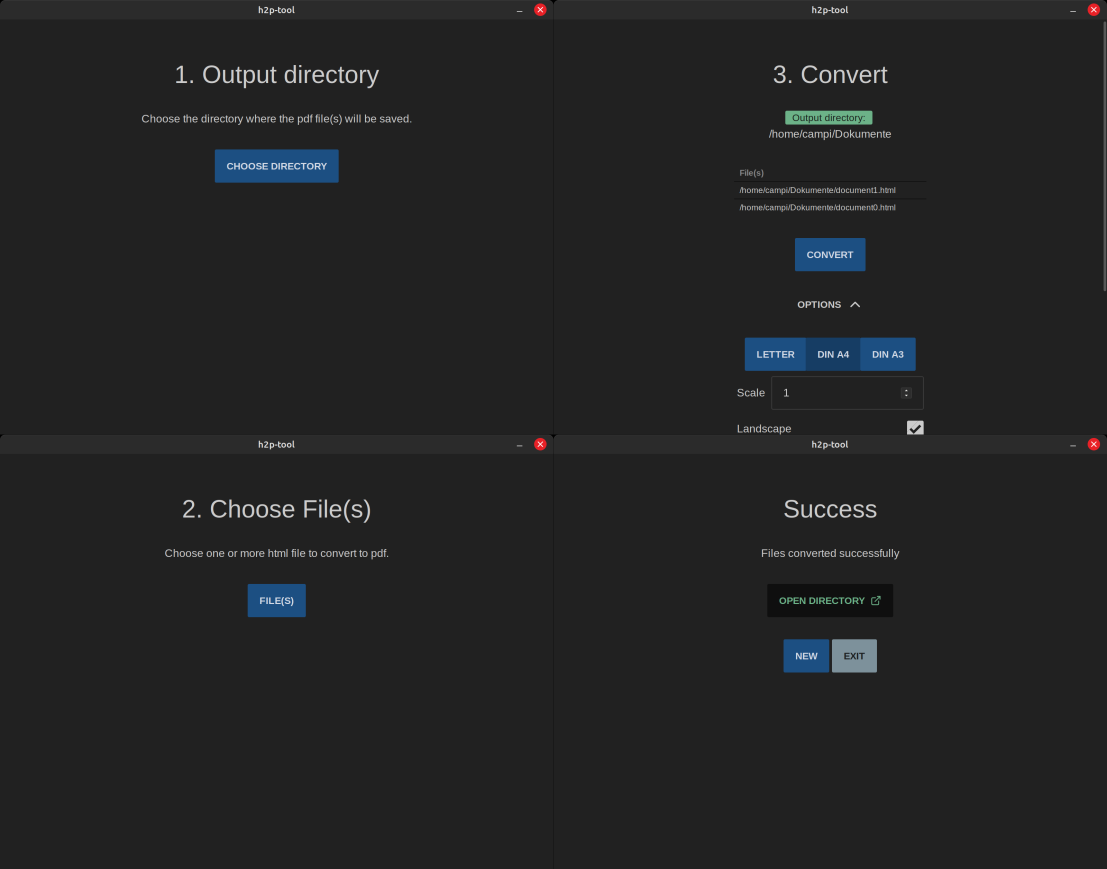 h2p-tool
1. Output directory
Choose the directory where the pdf file(s) will be saved.
CHOOSE DIRECTORY
h2p-tool
3. Convert
Output directory:
/home/campi/Dokumente
File(s)
/home/campi/Dokumente/document1.html
/home/campi/Dokumente/document0.html
CONVERT
OPTIONS
LETTER DIN A4 DIN A3
Scale 1
Landscape
h2p-tool
2. Choose File(s)
Choose one or more html file to convert to pdf.
FILE(S)
h2p-tool
Success
Files converted successfully
OPEN DIRECTORY
NEW EXIT